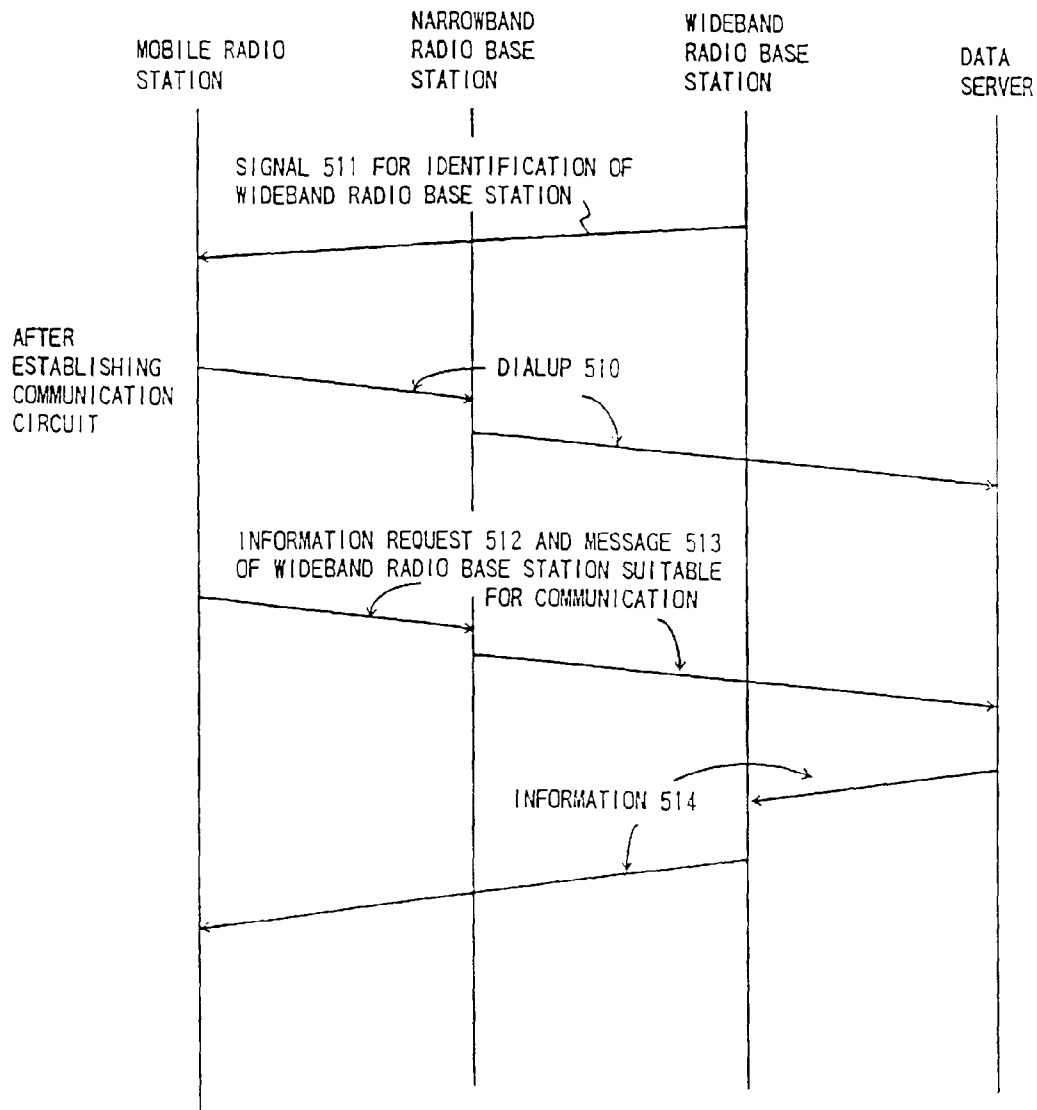 MOBILE RADIO
STATION
NARROWBAND
RADIO BASE
STATION
WIDEBAND
RADIO BASE
STATION
DATA
SERVER
SIGNAL 511 FOR IDENTIFICATION OF
WIDEBAND RADIO BASE STATION
AFTER
ESTABLISHING
COMMUNICATION
CIRCUIT
DIALUP 510
INFORMATION REQUEST 512 AND MESSAGE 513
OF WIDEBAND RADIO BASE STATION SUITABLE
FOR COMMUNICATION
INFORMATION 514